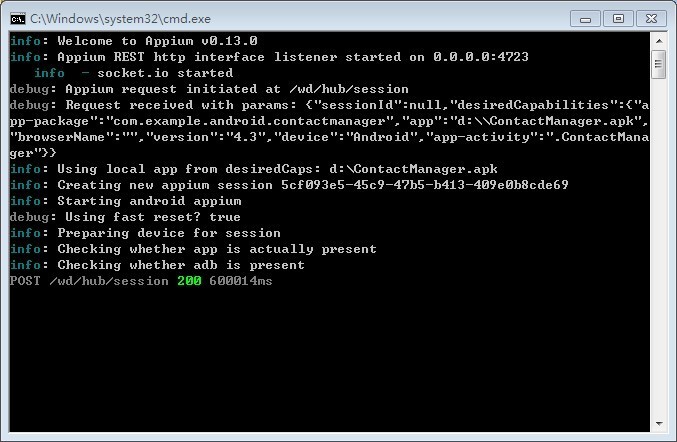 C:\Windows\system32\cmd.exe
info: Welcome to Appium v0.13.0
info: Appium REST http interface listener started on 0.0.0.0:4723
info - socket.io started
debug: Appium request initiated at /wd/hub/session
debug: Request received with params: {"sessionId":null,"desiredCapabilities":{"a
pp-package":"com.example.android.contactmanager","app":"d:\\ContactManager.apk",
"browserName":"","version":"4.3","device":"Android","app-activity":".ContactMana
ger"}}
info: Using local app from desiredCaps: d:\ContactManager.apk
info: Creating new appium session 5cf093e5-45c9-47b5-b413-409e0b8cde69
info: Starting android appium
debug: Using fast reset? true
info: Preparing device for session
info: Checking whether app is actually present
info: Checking whether adb is present
POST /wd/hub/session 200 600014ms